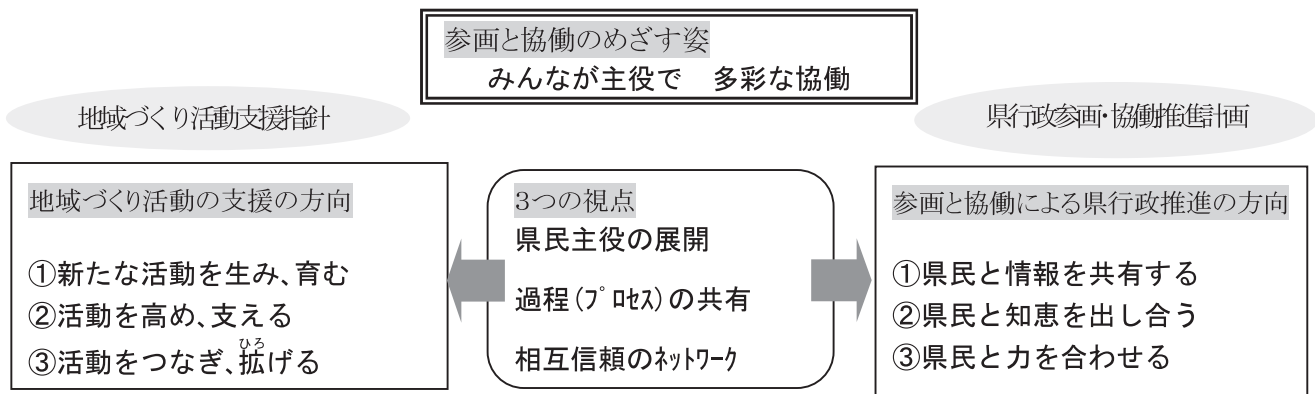 参画と協働のめざす姿
みんなが主役で 多彩な協働
地域づくり活動支援指針
県行政参画・協働推進計画
地域づくり活動の支援の方向
①新たな活動を生み、育む
②活動を高め、支える
ひろ
③活動をつなぎ、拡げる
3つの視点
県民主役の展開
過程(プロセス)の共有
相互信頼のネットワーク
参画と協働による県行政推進の方向
①県民と情報を共有する
②県民と知恵を出し合う
③県民と力を合わせる